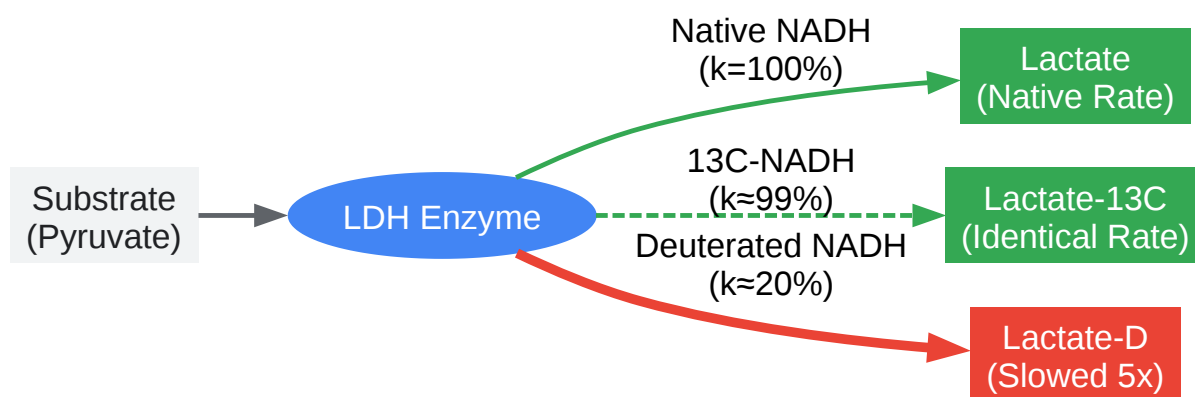 Substrate
(Pyruvate)
LDH Enzyme
Native NADH
(k=100%)
Lactate
(Native Rate)
13C-NADH
(k≈99%)
Lactate-13C
(Identical Rate)
Deuterated NADH
(k≈20%)
Lactate-D
(Slowed 5x)